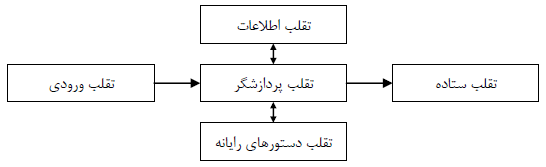 تقلب اطلاعات
تقلب ورودی
تقلب پردازشگر
تقلب ستاده
تقلب دستورهای رایانه